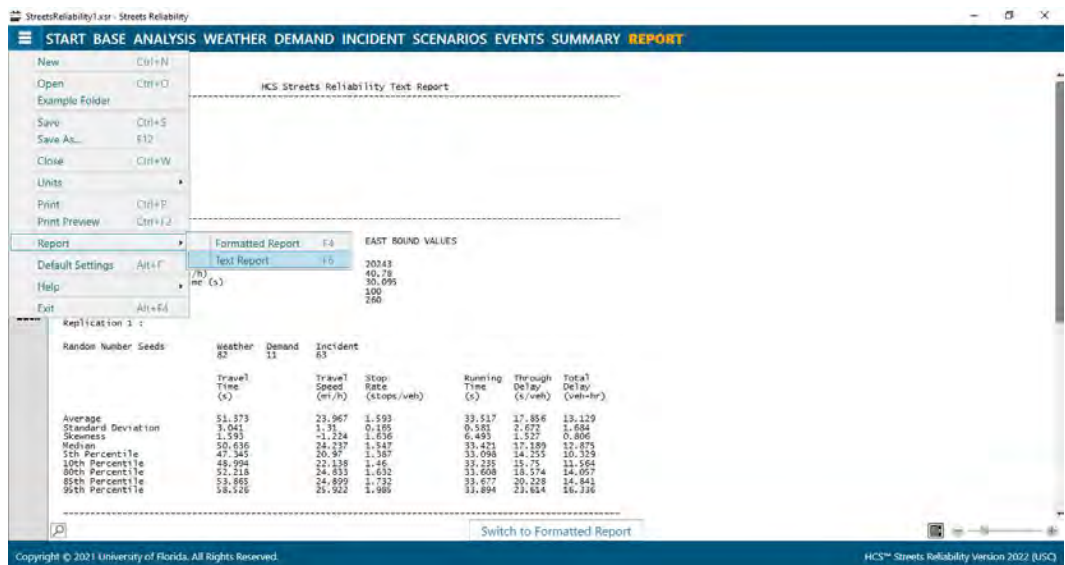 StreetsReliability1.xsr - Streets Reliability
START BASE ANALYSIS WEATHER DEMAND INCIDENT SCENARIOS EVENTS SUMMARY REPORT
New Ctrl+N
Open Ctrl+O
Example Folder
Save Ctrl+S
Save As... F12
Close Ctrl+W
Units
Print Ctrl+P
Print Preview Ctrl+F2
Report
Default Settings Alt+F
Help
Exit Alt+F4
Formatted Report F4
Text Report F6
HCS Streets Reliability Text Report
EAST BOUND VALUES
20243
/h) 40.78
me (s) 30.095
100
260
Replication 1 :
Random Number Seeds Weather Demand Incident
82 11 63
Travel Travel Stop Running Through Total
Time Speed Rate Time Delay Delay
(s) (mi/h) (stops/veh) (s) (s/veh) (veh-hr)
Average 51.373 23.967 1.593 33.517 17.856 13.129
Standard Deviation 3.041 1.31 0.165 0.581 2.672 1.684
Skewness 1.593 -1.224 1.636 6.493 1.527 0.806
Median 50.636 24.237 1.547 33.421 17.189 12.875
5th Percentile 47.345 20.97 1.387 33.098 14.255 10.329
10th Percentile 48.994 22.138 1.46 33.235 15.75 11.564
80th Percentile 52.218 24.833 1.632 33.608 18.574 14.057
85th Percentile 53.865 24.899 1.732 33.677 20.228 14.841
95th Percentile 58.526 25.922 1.985 33.894 23.614 16.336
Switch to Formatted Report
Copyright © 2021 University of Florida. All Rights Reserved. HCS™ Streets Reliability Version 2022 (USC)